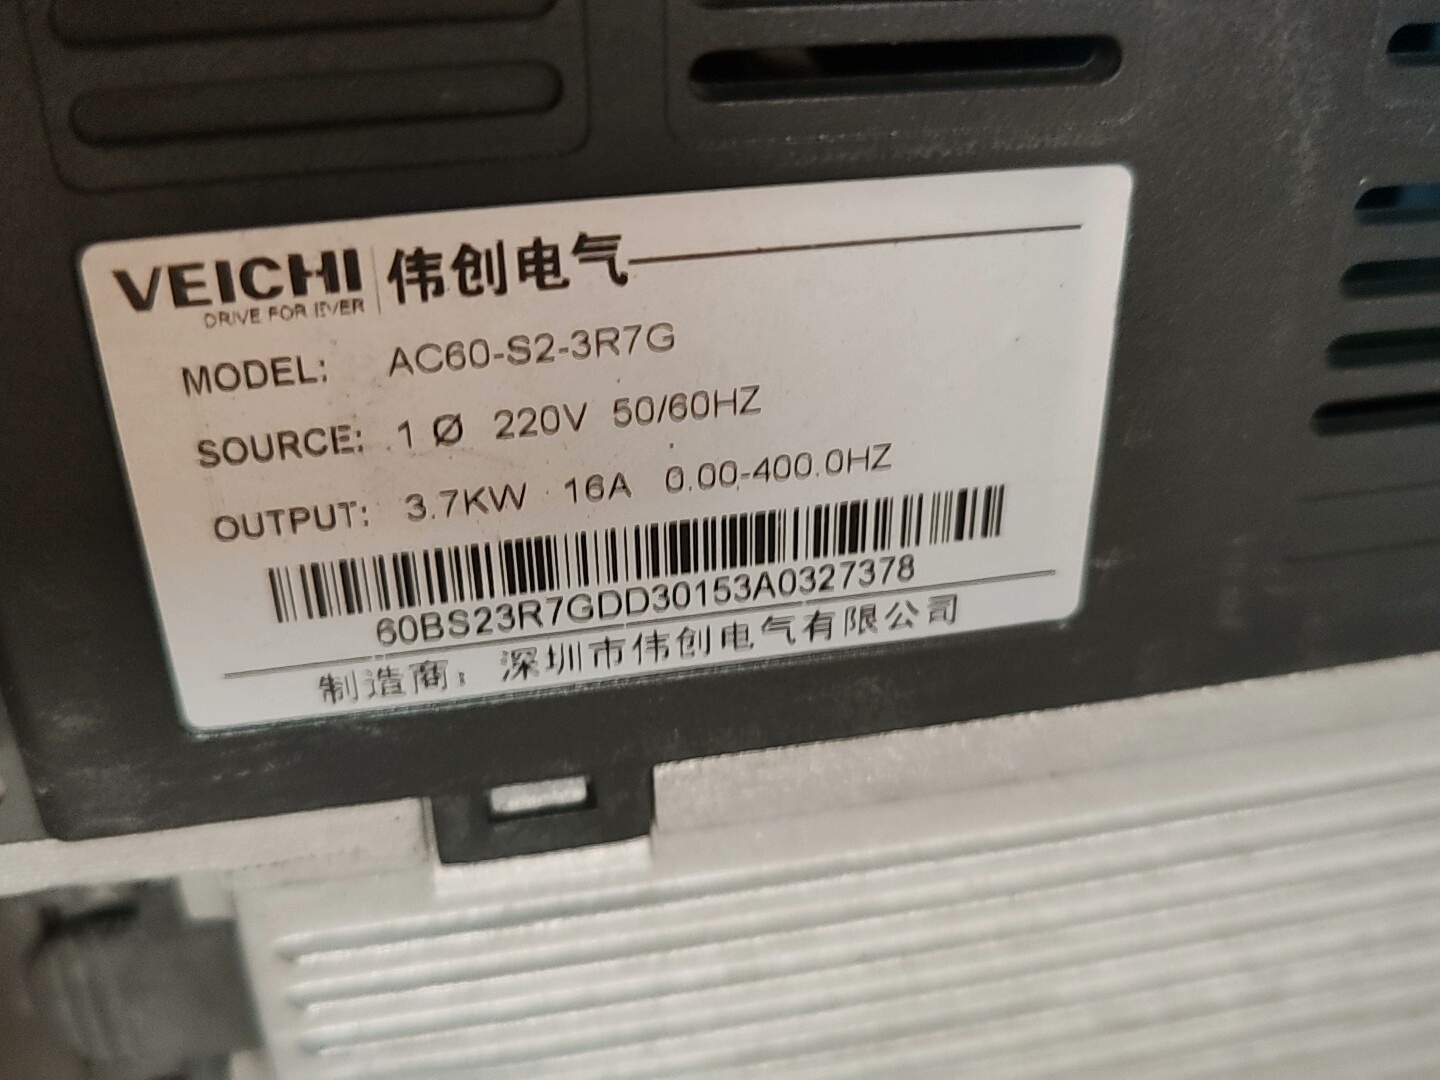 VEICHI 伟创电气
DRIVE FOR EVER
MODEL: AC60-S2-3R7G
SOURCE: 1 Ø 220V 50/60HZ
OUTPUT: 3.7KW 16A 0.00-400.0HZ
60BS23R7GDD30153A0327378
制造商: 深圳市伟创电气有限公司